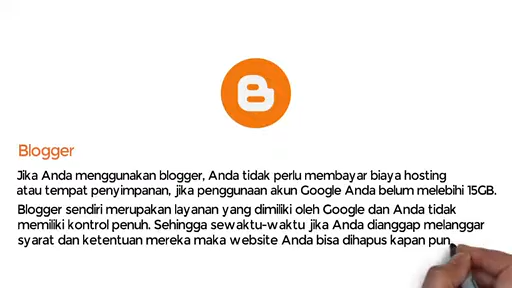 Blogger
Jika Anda menggunakan blogger, Anda tidak perlu membayar biaya hosting
atau tempat penyimpanan, jika penggunaan akun Google Anda belum melebihi 15GB.
Blogger sendiri merupakan layanan yang dimiliki oleh Google dan Anda tidak
memiliki kontrol penuh. Sehingga sewaktu-waktu jika Anda dianggap melanggar
syarat dan ketentuan mereka maka website Anda bisa dihapus kapan pun.